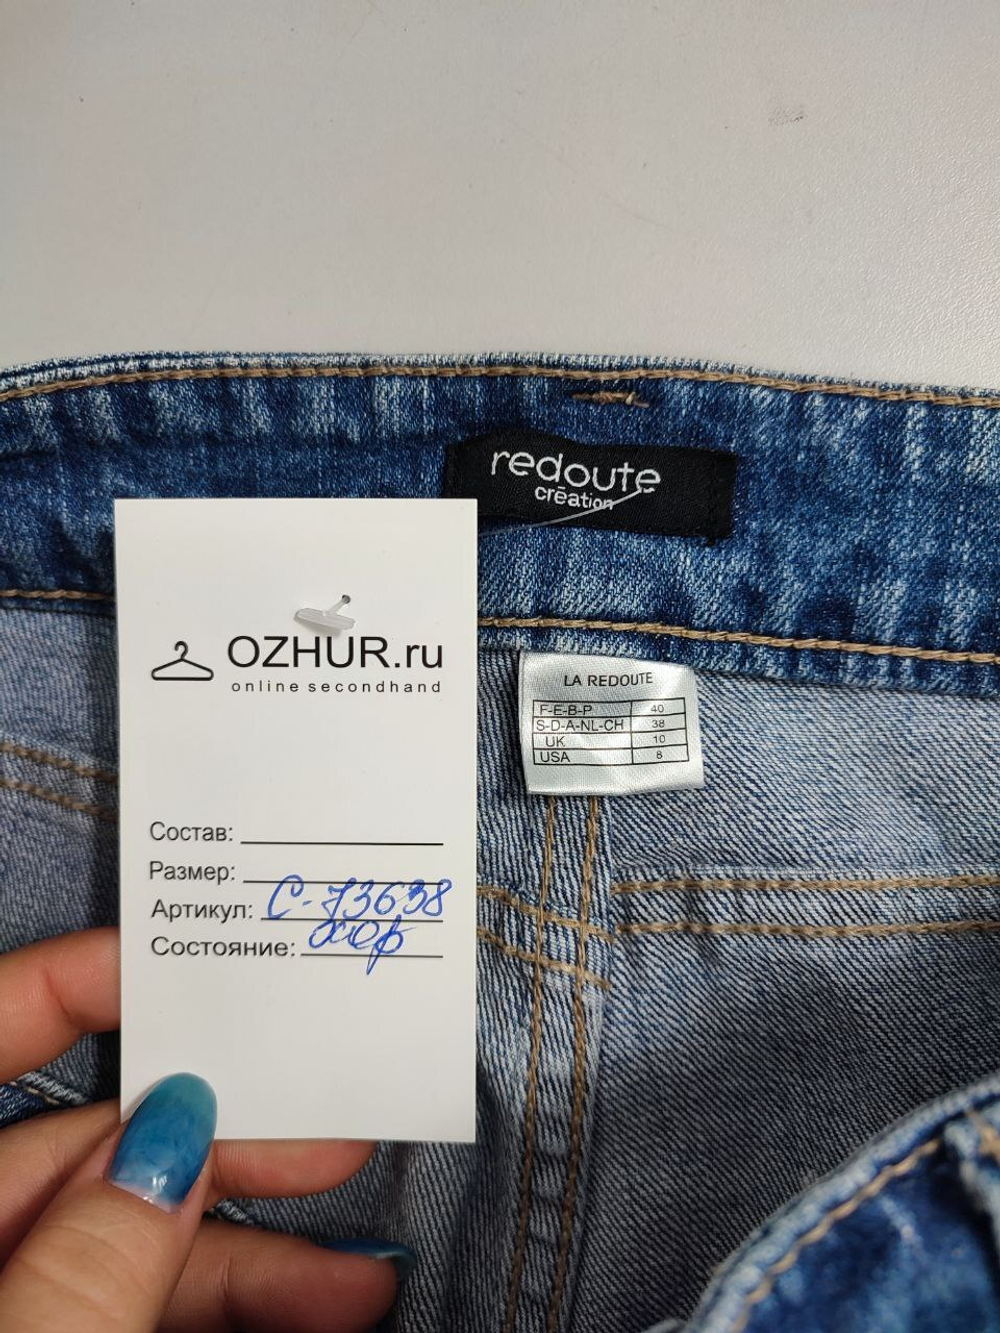 redoute
création
OZHUR.ru
online secondhand
LA REDOUTE
F-E-B-P 40
S-D-A-NL-CH 38
UK 10
USA 8
Состав:
Размер:
Артикул: С-73638
Состояние: хор